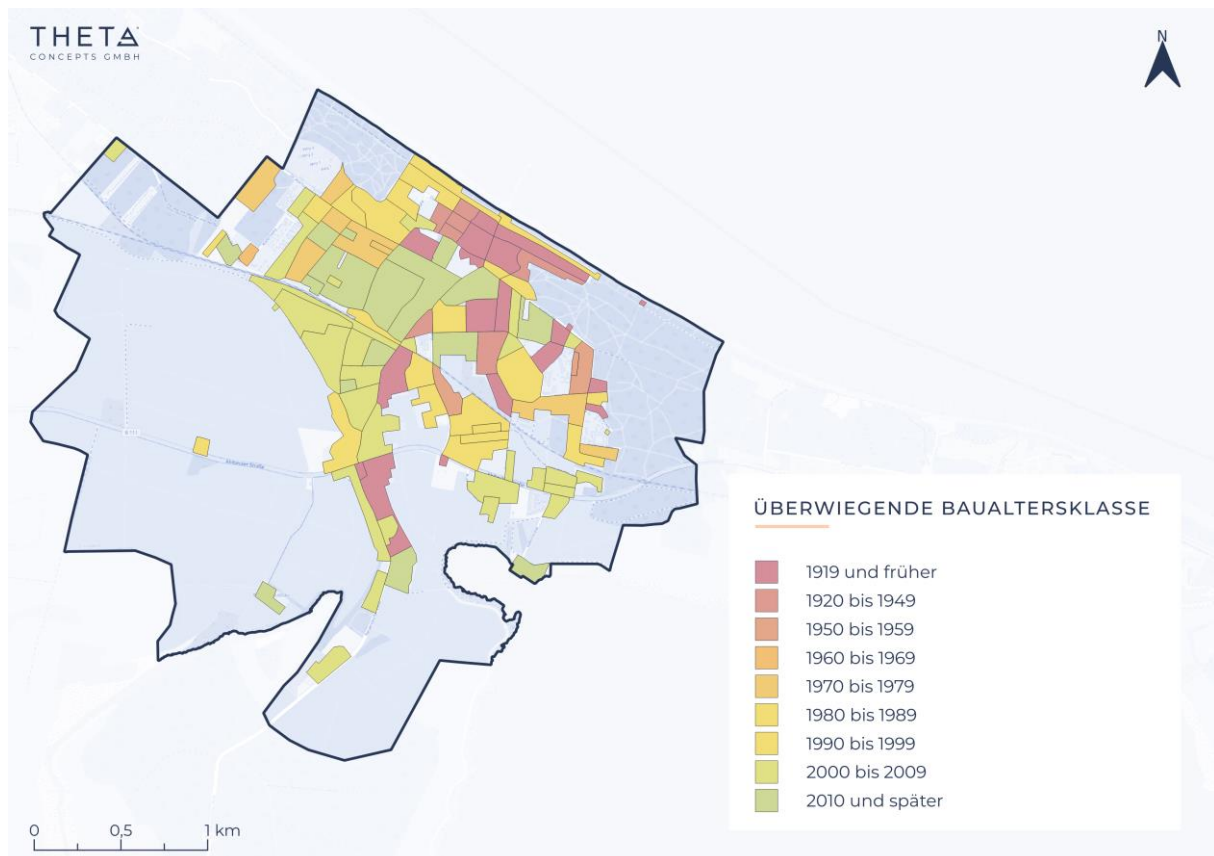 THETA
CONCEPTS GMBH
N
B 111
ÜBERWIEGENDE BAUALTERSKLASSE
1919 und früher
1920 bis 1949
1950 bis 1959
1960 bis 1969
1970 bis 1979
1980 bis 1989
1990 bis 1999
2000 bis 2009
2010 und später
0 0,5 1 km